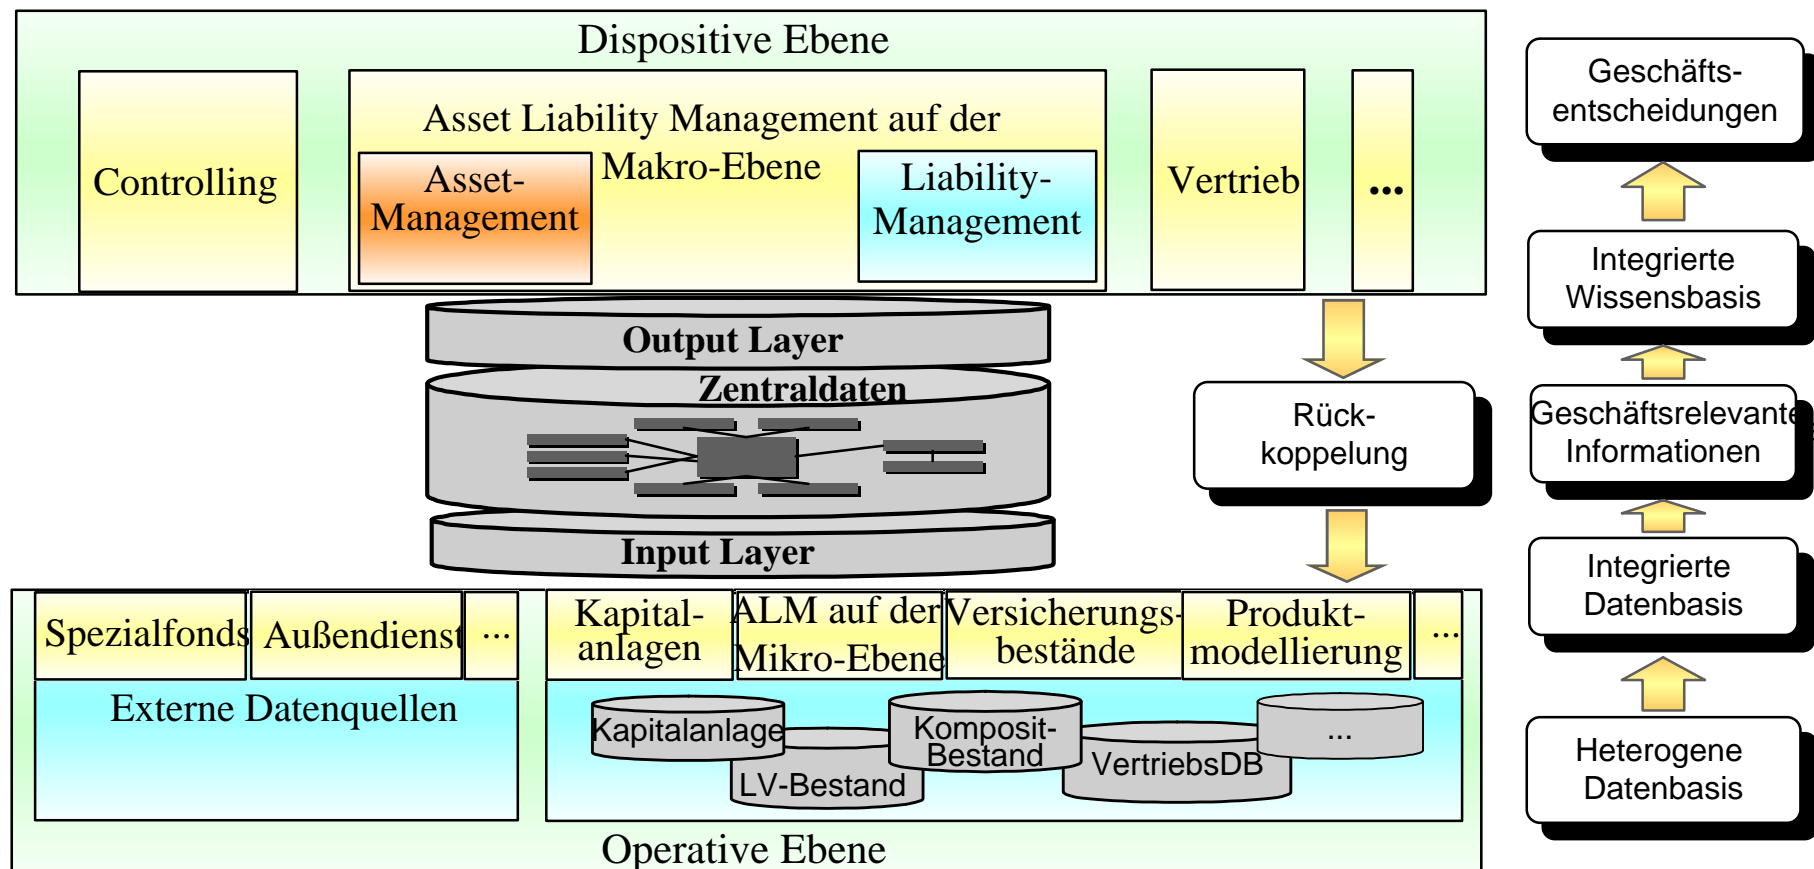 Dispositive Ebene
Controlling
Asset Liability Management auf der
Makro-Ebene
Asset-
Management
Liability-
Management
Vertrieb
...
Output Layer
Zentraldaten
Input Layer
Rück-
koppelung
Spezialfonds
Außendienst
...
Externe Datenquellen
Kapital-
anlagen
ALM auf der
Mikro-Ebene
Versicherungs-
bestände
Produkt-
modellierung
...
Kapitalanlage
LV-Bestand
Komposit-
Bestand
VertriebsDB
...
Operative Ebene
Geschäfts-
entscheidungen
Integrierte
Wissensbasis
Geschäftsrelevante
Informationen
Integrierte
Datenbasis
Heterogene
Datenbasis